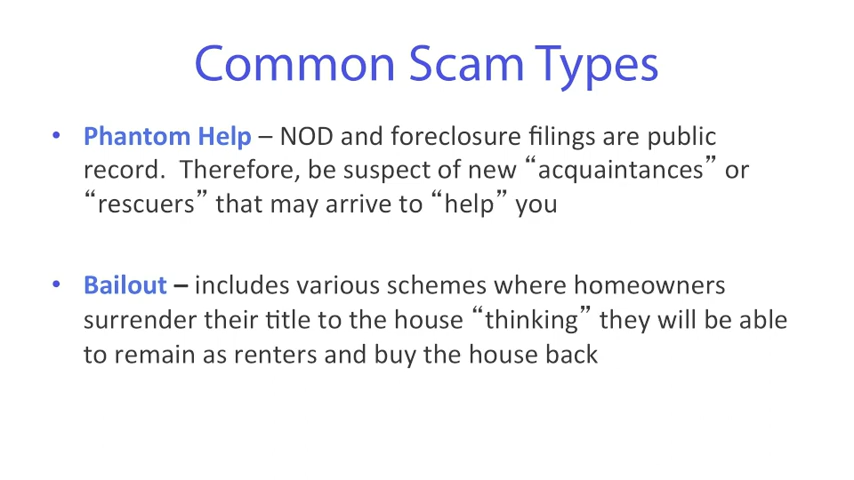 Common Scam Types
• Phantom Help – NOD and foreclosure filings are public
record.  Therefore, be suspect of new “acquaintances” or
“rescuers” that may arrive to “help” you
• Bailout – includes various schemes where homeowners
surrender their title to the house “thinking” they will be able
to remain as renters and buy the house back